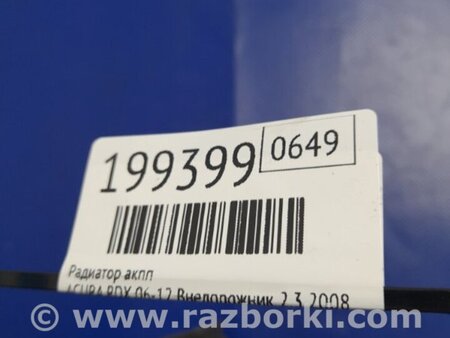 199399 0649
Радиатор акпп
ACURA RDX 06-12 Внедорожник 2.3 2008
www.razborki.com